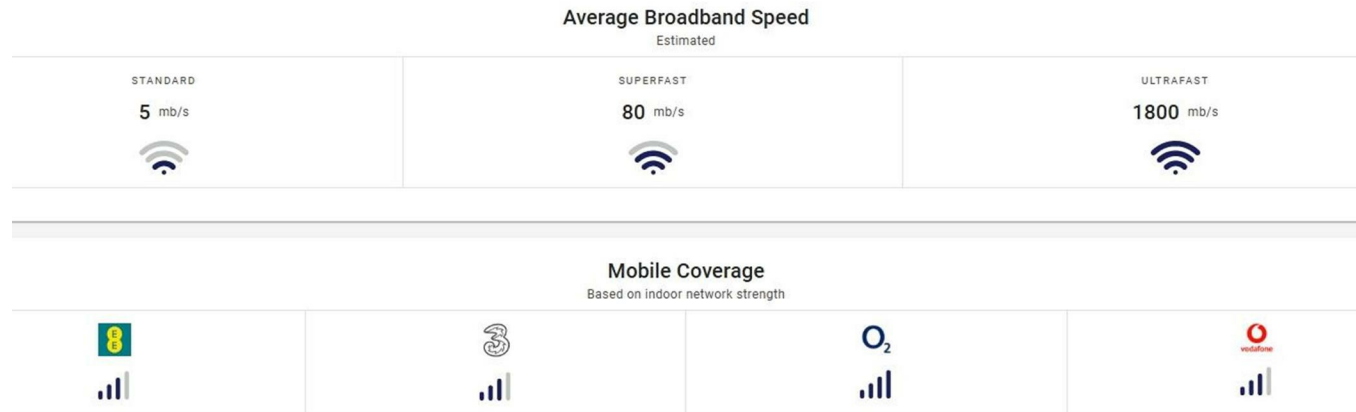 Average Broadband Speed
Estimated
STANDARD
SUPERFAST
ULTRAFAST
5 mb/s
80 mb/s
1800 mb/s
Mobile Coverage
Based on indoor network strength
E
E
3
O2
vodafone